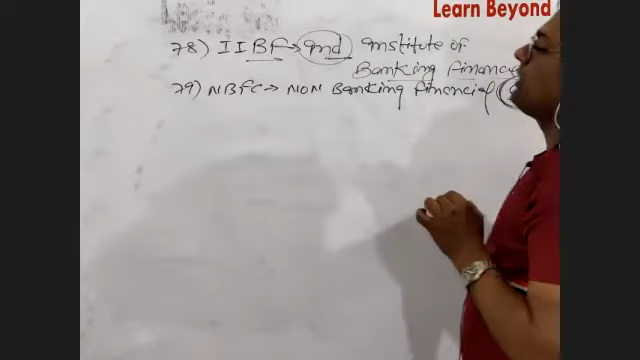 Learn Beyond
78) IIBF → Ind Institute of
Banking Finance
79) NBFC → NON Banking Financial